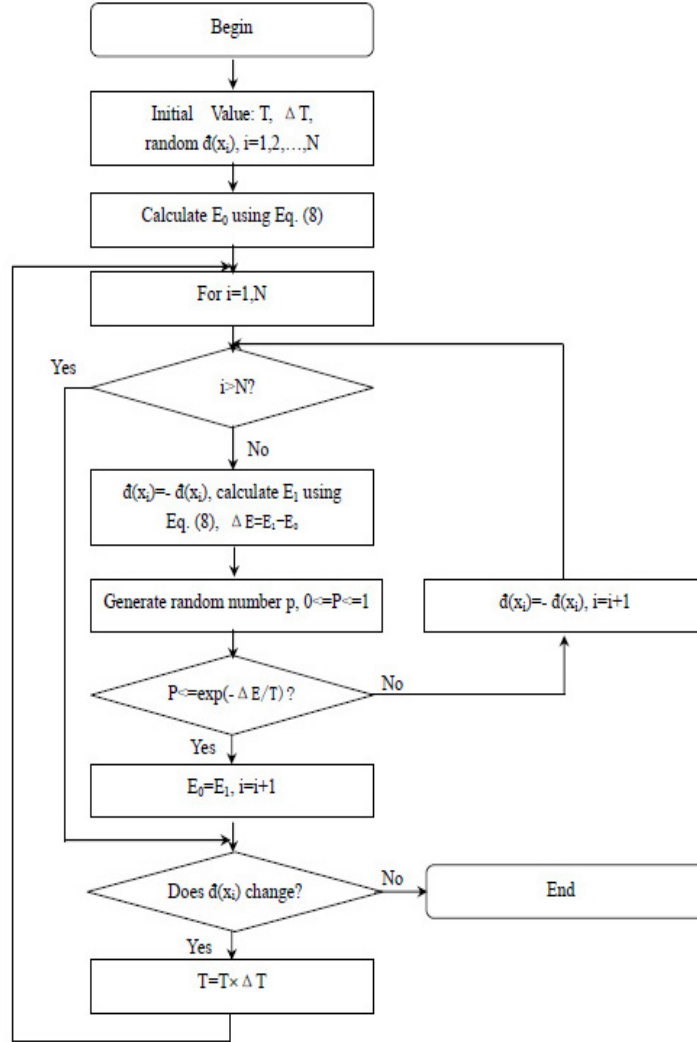 Begin
Initial Value: T, ΔT,
random đ(xᵢ), i=1,2,…,N
Calculate E₀ using Eq. (8)
For i=1,N
Yes
i>N?
No
đ(xᵢ)=- đ(xᵢ), calculate E₁ using
Eq. (8), ΔE=E₁-E₀
Generate random number p, 0<=P<=1
đ(xᵢ)=- đ(xᵢ), i=i+1
P<=exp(-ΔE/T)?
No
Yes
E₀=E₁, i=i+1
Does đ(xᵢ) change?
No
End
Yes
T=T×ΔT